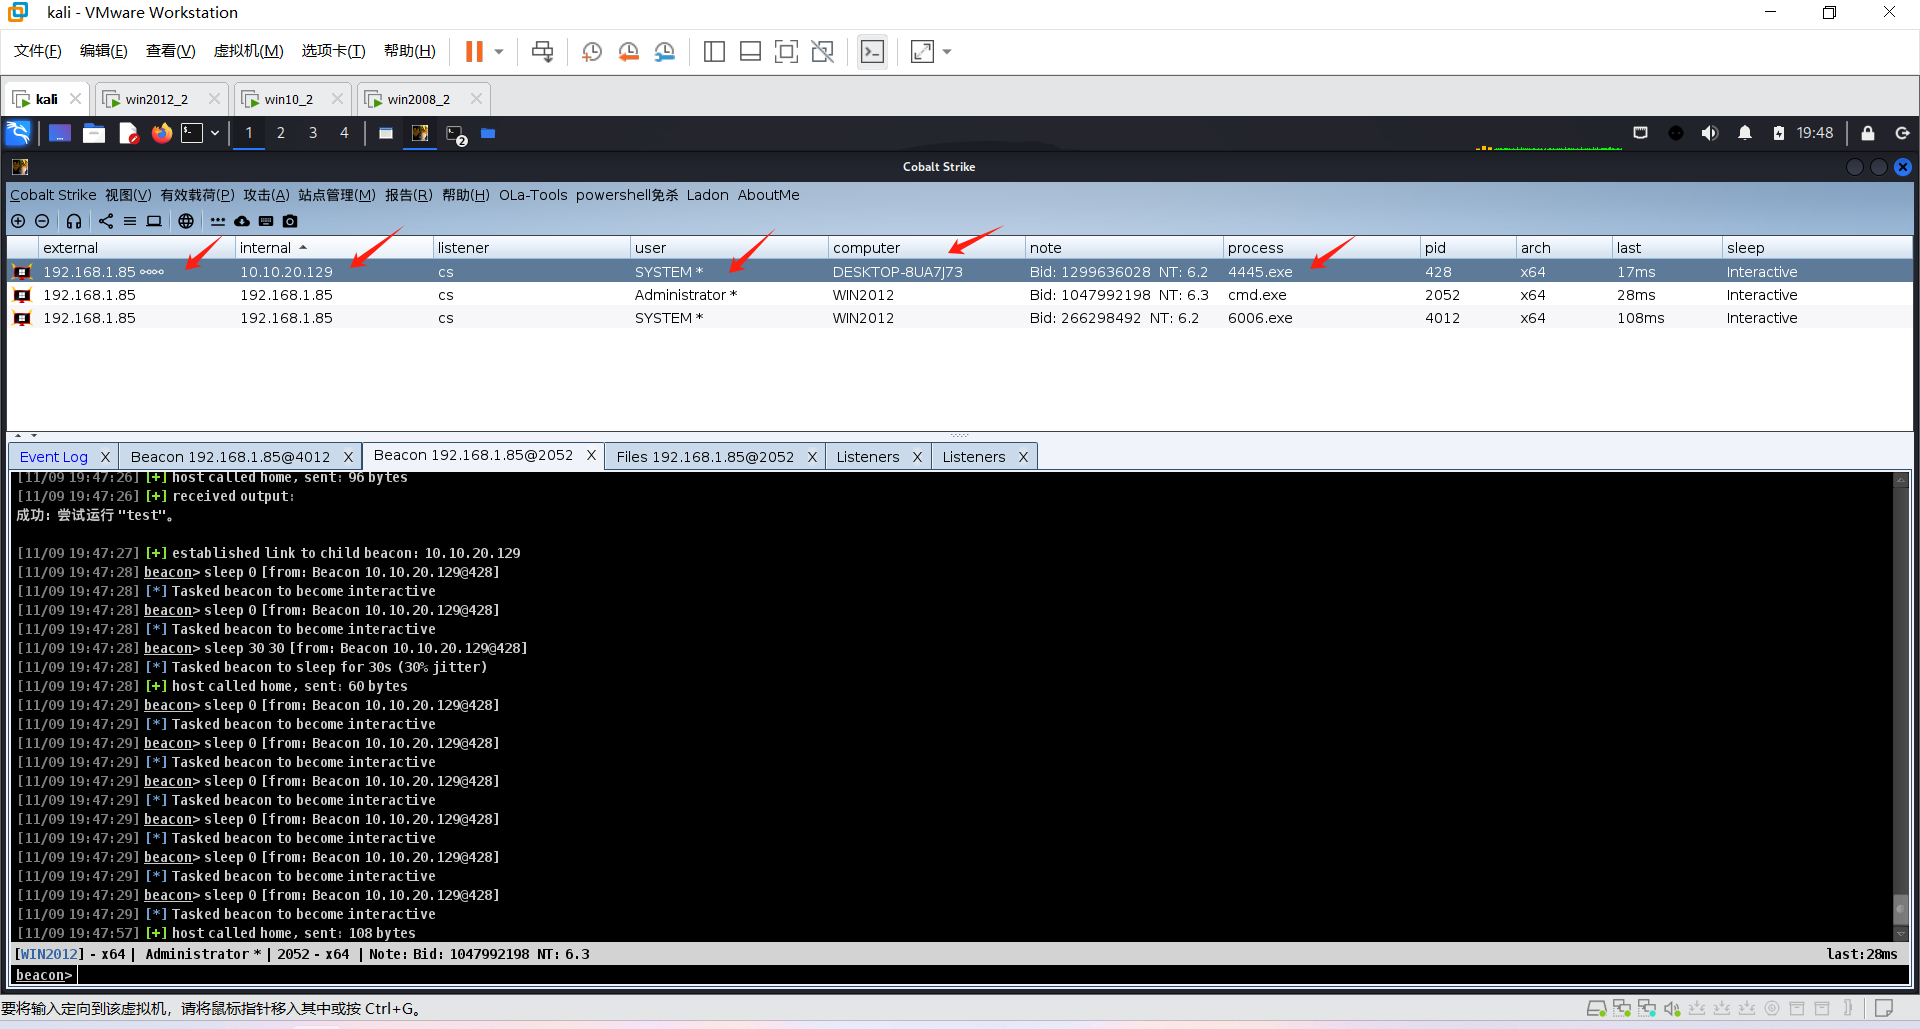 kali - VMware Workstation
文件(F) 编辑(E) 查看(V) 虚拟机(M) 选项卡(T) 帮助(H)
kali win2012_2 win10_2 win2008_2
1 2 3 4 2 19:48
Cobalt Strike
Cobalt Strike 视图(V) 有效载荷(P) 攻击(A) 站点管理(M) 报告(R) 帮助(H) OLa-Tools powershell免杀 Ladon AboutMe
external internal listener user computer note process pid arch last sleep
192.168.1.85 10.10.20.129 cs SYSTEM * DESKTOP-8UA7J73 Bid: 1299636028 NT: 6.2 4445.exe 428 x64 17ms Interactive
192.168.1.85 192.168.1.85 cs Administrator * WIN2012 Bid: 1047992198 NT: 6.3 cmd.exe 2052 x64 28ms Interactive
192.168.1.85 192.168.1.85 cs SYSTEM * WIN2012 Bid: 266298492 NT: 6.2 6006.exe 4012 x64 108ms Interactive
Event Log X Beacon 192.168.1.85@4012 X Beacon 192.168.1.85@2052 X Files 192.168.1.85@2052 X Listeners X Listeners X
[11/09 19:47:26] [+] host called home, sent: 96 bytes
[11/09 19:47:26] [+] received output:
成功: 尝试运行 "test"。
[11/09 19:47:27] [+] established link to child beacon: 10.10.20.129
[11/09 19:47:28] beacon> sleep 0 [from: Beacon 10.10.20.129@428]
[11/09 19:47:28] [*] Tasked beacon to become interactive
[11/09 19:47:28] beacon> sleep 0 [from: Beacon 10.10.20.129@428]
[11/09 19:47:28] [*] Tasked beacon to become interactive
[11/09 19:47:28] beacon> sleep 30 30 [from: Beacon 10.10.20.129@428]
[11/09 19:47:28] [*] Tasked beacon to sleep for 30s (30% jitter)
[11/09 19:47:28] [+] host called home, sent: 60 bytes
[11/09 19:47:29] beacon> sleep 0 [from: Beacon 10.10.20.129@428]
[11/09 19:47:29] [*] Tasked beacon to become interactive
[11/09 19:47:29] beacon> sleep 0 [from: Beacon 10.10.20.129@428]
[11/09 19:47:29] [*] Tasked beacon to become interactive
[11/09 19:47:29] beacon> sleep 0 [from: Beacon 10.10.20.129@428]
[11/09 19:47:29] [*] Tasked beacon to become interactive
[11/09 19:47:29] beacon> sleep 0 [from: Beacon 10.10.20.129@428]
[11/09 19:47:29] [*] Tasked beacon to become interactive
[11/09 19:47:29] beacon> sleep 0 [from: Beacon 10.10.20.129@428]
[11/09 19:47:29] [*] Tasked beacon to become interactive
[11/09 19:47:29] beacon> sleep 0 [from: Beacon 10.10.20.129@428]
[11/09 19:47:29] [*] Tasked beacon to become interactive
[11/09 19:47:57] [+] host called home, sent: 108 bytes
[WIN2012] - x64 | Administrator * | 2052 - x64 | Note: Bid: 1047992198 NT: 6.3 last:28ms
beacon>
要将输入定向到该虚拟机，请将鼠标指针移入其中或按 Ctrl+G。